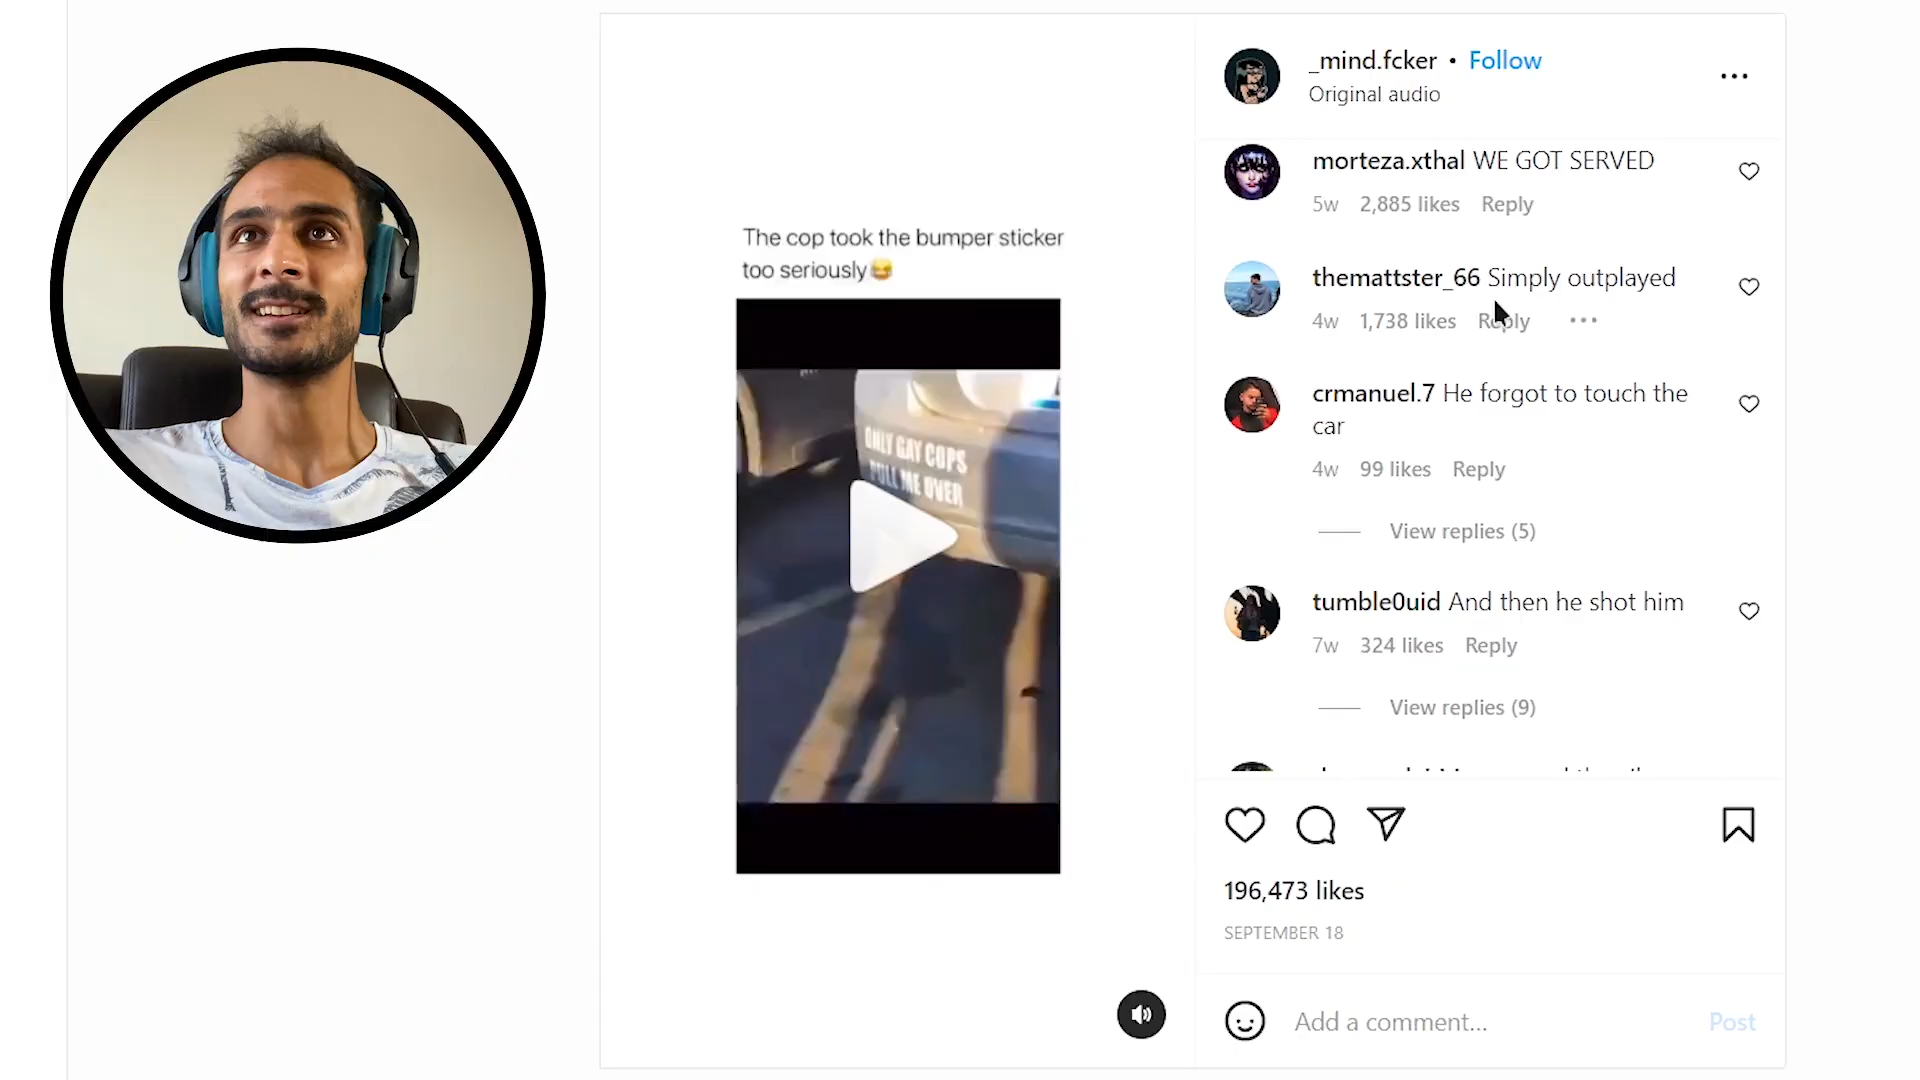 _mind.fcker • Follow
Original audio
The cop took the bumper sticker
too seriously😆
ONLY GAY COPS
PULL ME OVER
morteza.xthal WE GOT SERVED
5w 2,885 likes Reply
themattster_66 Simply outplayed
4w 1,738 likes Reply
crmanuel.7 He forgot to touch the
car
4w 99 likes Reply
View replies (5)
tumble0uid And then he shot him
7w 324 likes Reply
View replies (9)
196,473 likes
SEPTEMBER 18
Add a comment...
Post